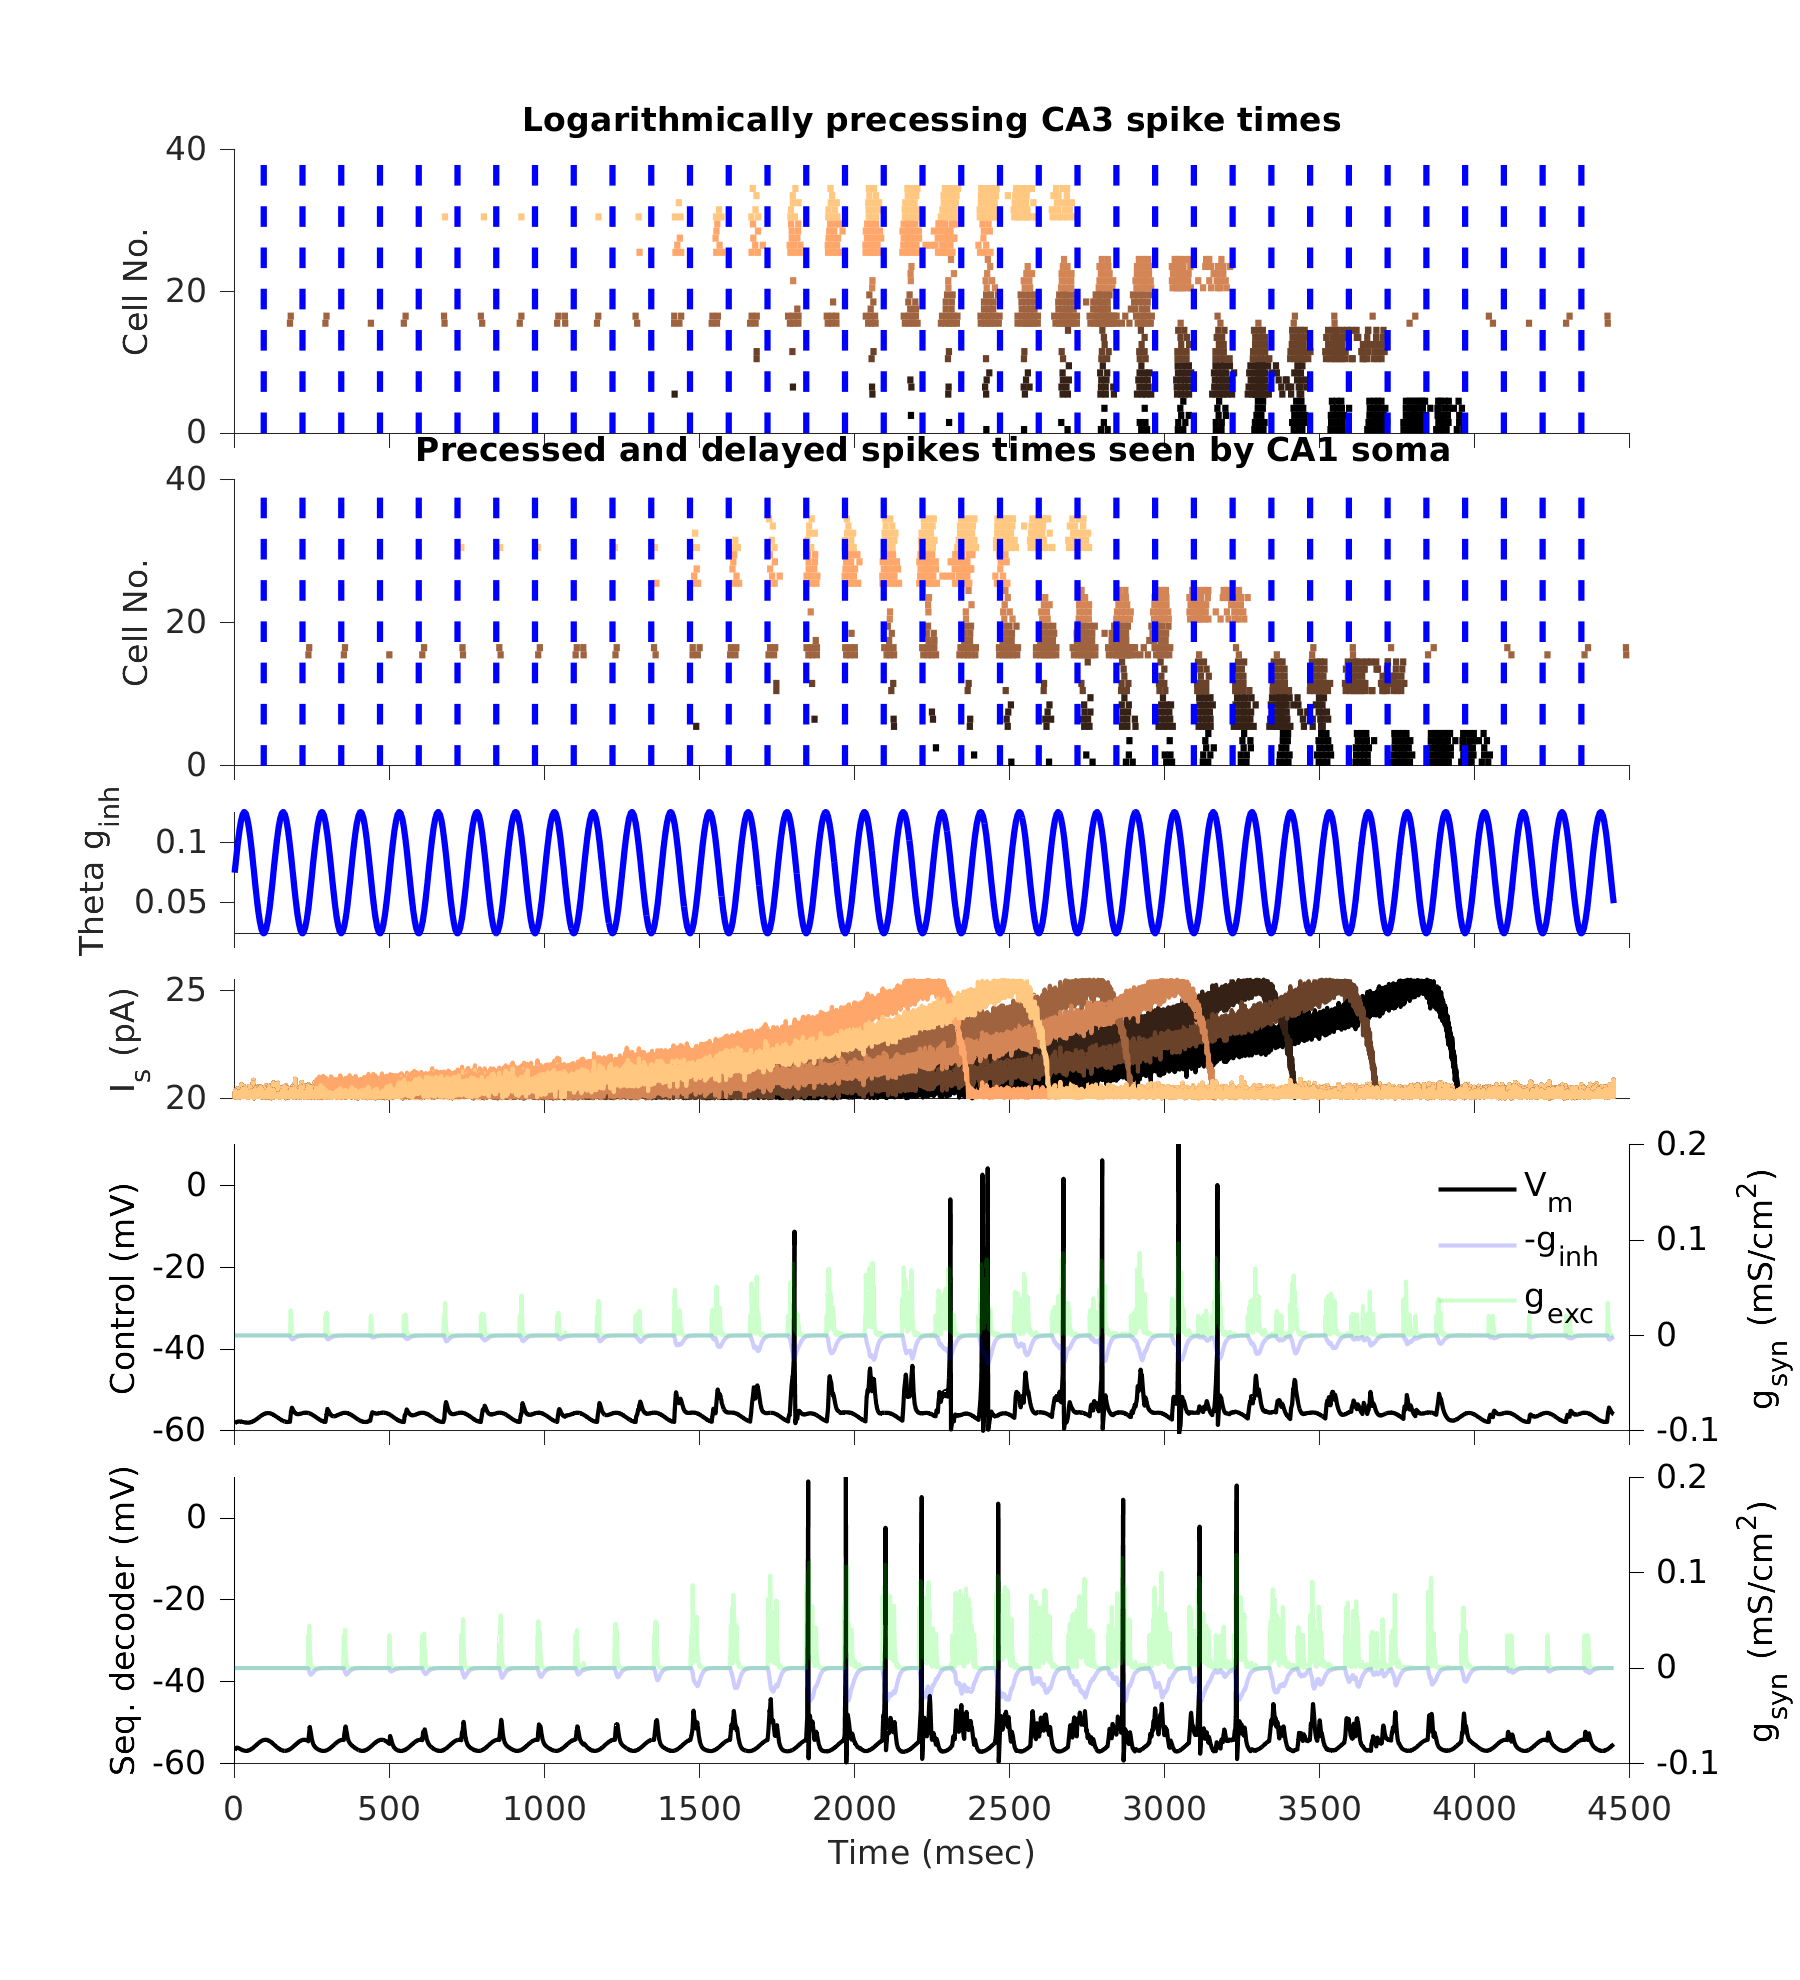 Logarithmically precessing CA3 spike times
40
20
0
Cell No.
Precessed and delayed spikes times seen by CA1 soma
40
20
0
Cell No.
0.1
0.05
Theta g_inh
25
20
I_s (pA)
0
-20
-40
-60
Control (mV)
V_m
-g_inh
g_exc
0.2
0.1
0
-0.1
g_syn (mS/cm^2)
0
-20
-40
-60
Seq. decoder (mV)
0.2
0.1
0
-0.1
g_syn (mS/cm^2)
0 500 1000 1500 2000 2500 3000 3500 4000 4500
Time (msec)